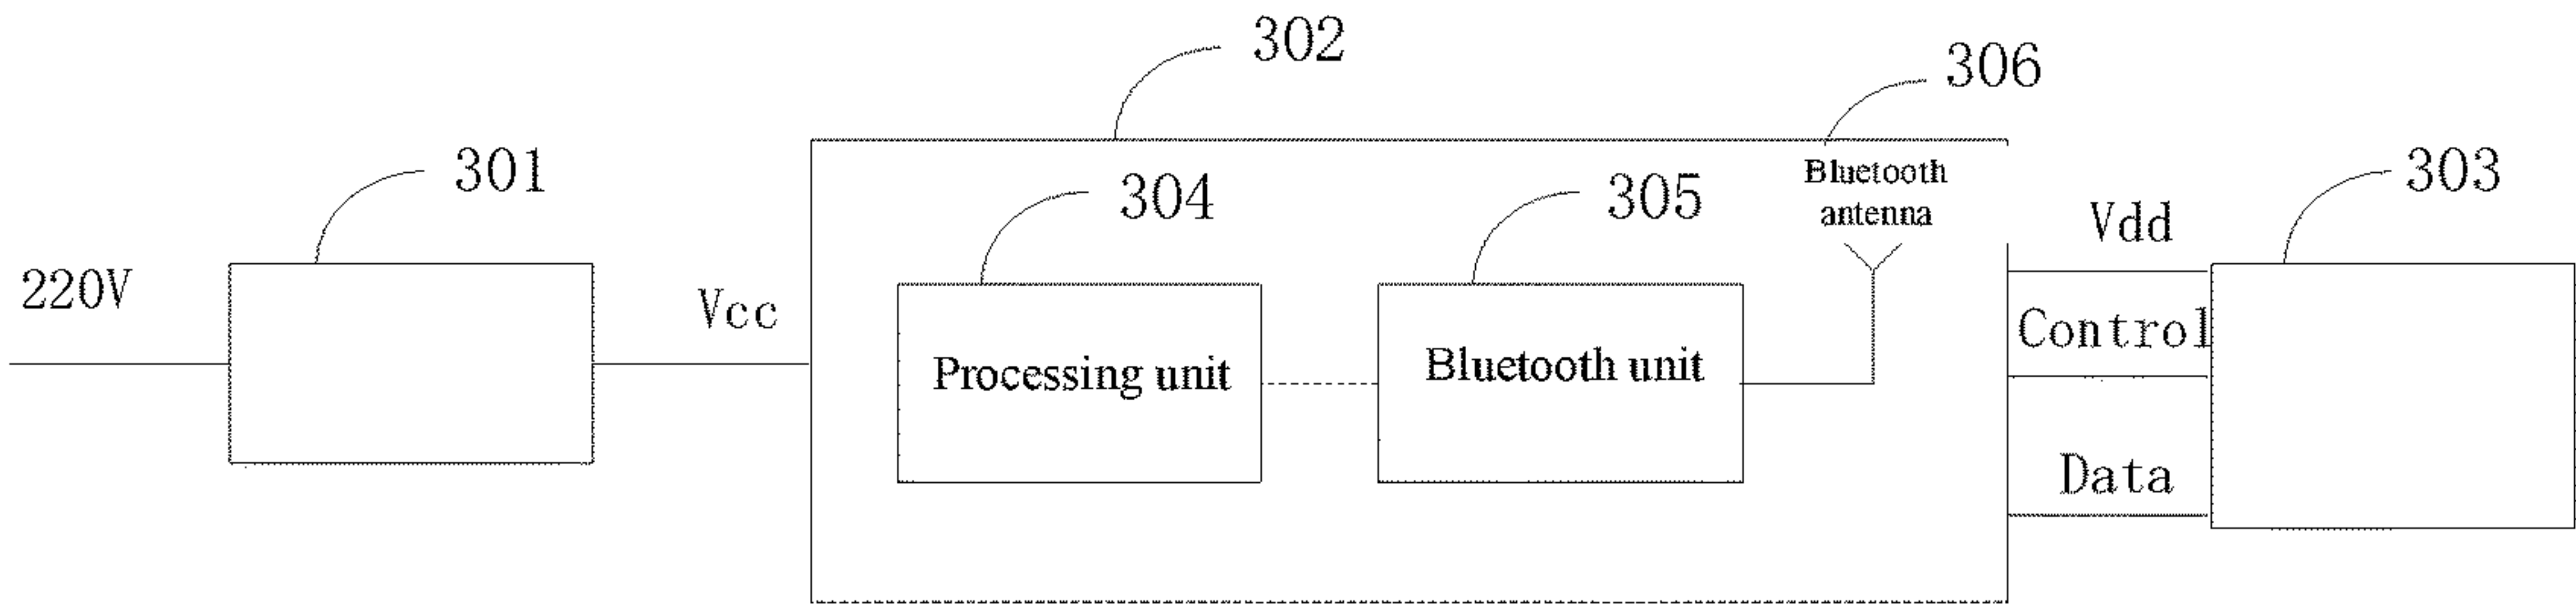 302
306
301
304
305
Bluetooth
antenna
303
Vdd
220V
Vcc
Control
Processing unit
Bluetooth unit
Data